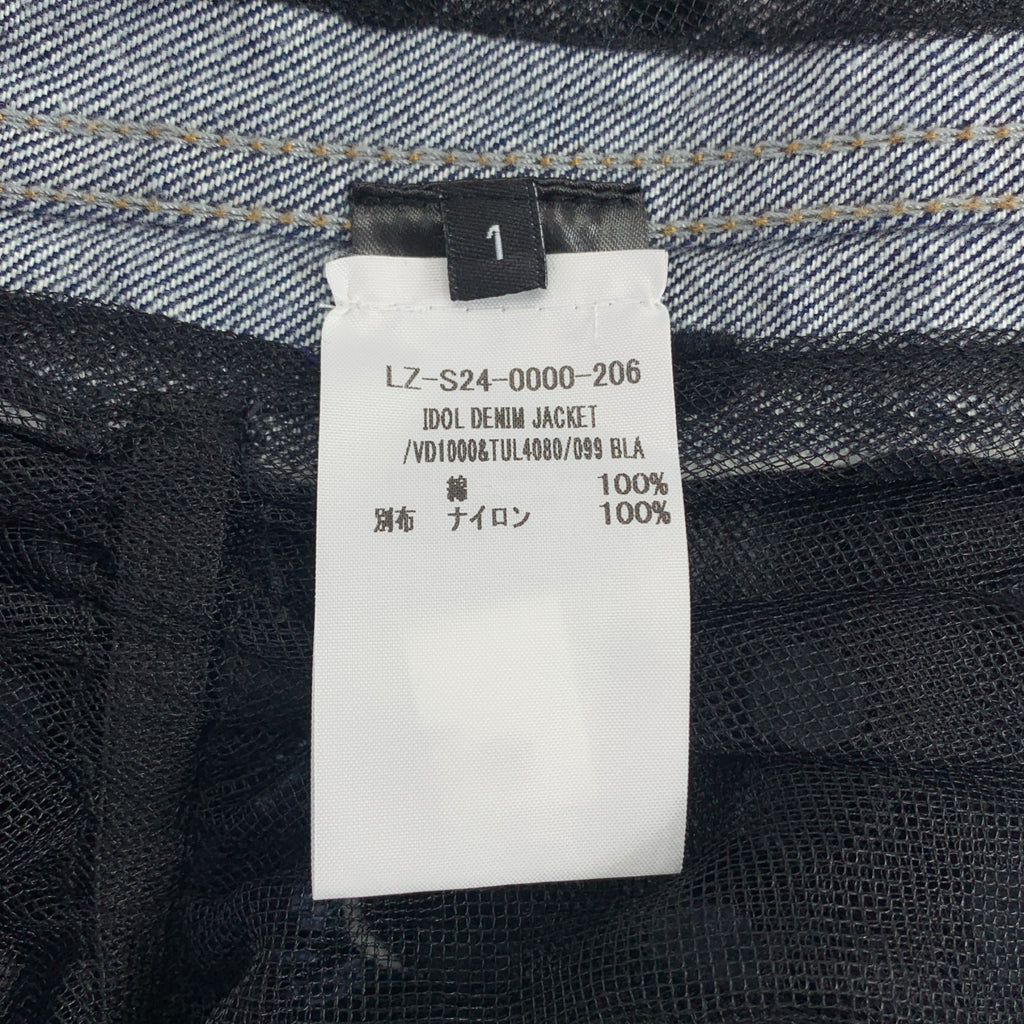 1
LZ-S24-0000-206
IDOL DENIM JACKET
/VD1000&TUL4080/099 BLA
綿 100%
別布 ナイロン 100%